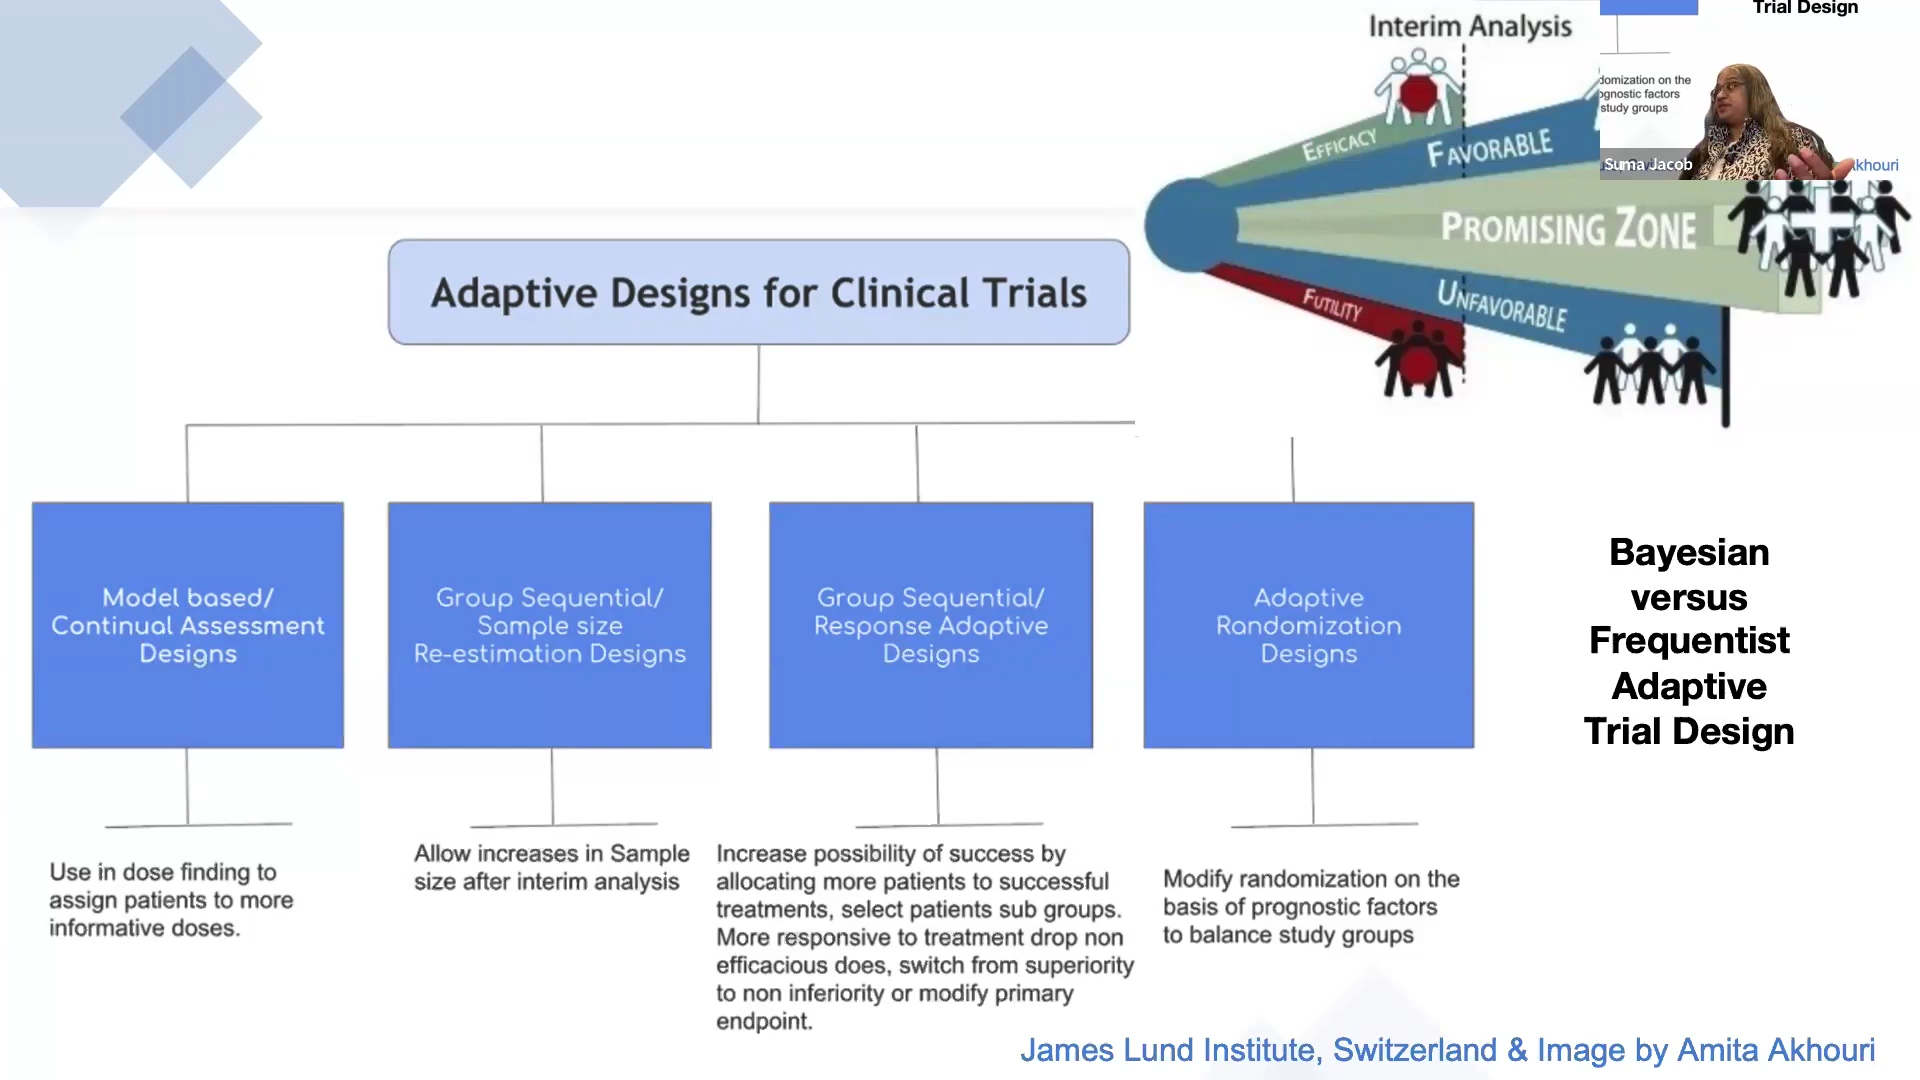 Interim Analysis
Trial Design
domization on the
ognostic factors
study groups
Suma Jacob
khouri
EFFICACY
FAVORABLE
PROMISING ZONE
UNFAVORABLE
FUTILITY
Adaptive Designs for Clinical Trials
Model based/
Continual Assessment
Designs
Group Sequential/
Sample size
Re-estimation Designs
Group Sequential/
Response Adaptive
Designs
Adaptive
Randomization
Designs
Bayesian
versus
Frequentist
Adaptive
Trial Design
Use in dose finding to
assign patients to more
informative doses.
Allow increases in Sample
size after interim analysis
Increase possibility of success by
allocating more patients to successful
treatments, select patients sub groups.
More responsive to treatment drop non
efficacious does, switch from superiority
to non inferiority or modify primary
endpoint.
Modify randomization on the
basis of prognostic factors
to balance study groups
James Lund Institute, Switzerland & Image by Amita Akhouri